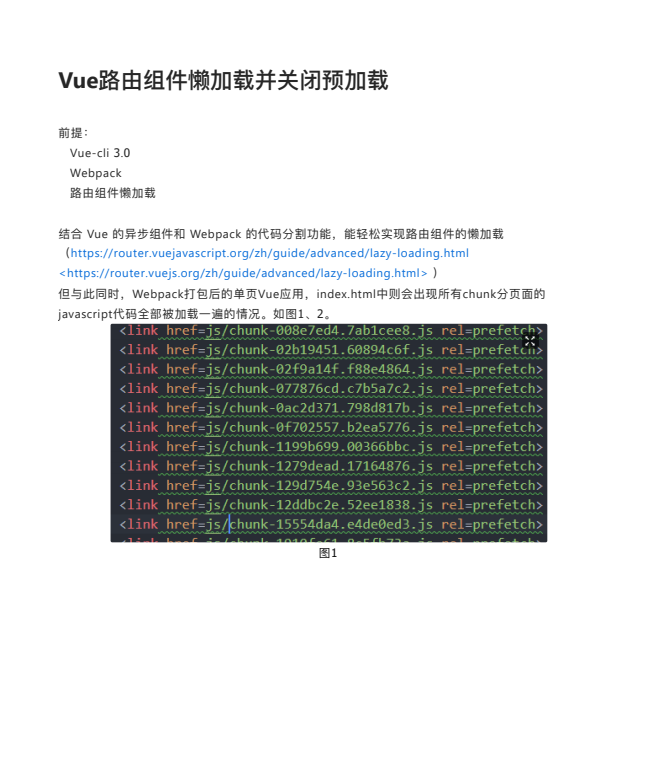 Vue路由组件懒加载并关闭预加载
前提：
Vue-cli 3.0
Webpack
路由组件懒加载
结合 Vue 的异步组件和 Webpack 的代码分割功能，能轻松实现路由组件的懒加载
（https://router.vuejavascript.org/zh/guide/advanced/lazy-loading.html
<https://router.vuejs.org/zh/guide/advanced/lazy-loading.html> ）
但与此同时，Webpack打包后的单页Vue应用，index.html中则会出现所有chunk分页面的
javascript代码全部被加载一遍的情况。如图1、2。
<link href=js/chunk-008e7ed4.7ab1cee8.js rel=prefetch>
<link href=js/chunk-02b19451.60894c6f.js rel=prefetch>
<link href=js/chunk-02f9a14f.f88e4864.js rel=prefetch>
<link href=js/chunk-077876cd.c7b5a7c2.js rel=prefetch>
<link href=js/chunk-0ac2d371.798d817b.js rel=prefetch>
<link href=js/chunk-0f702557.b2ea5776.js rel=prefetch>
<link href=js/chunk-1199b699.00366bbc.js rel=prefetch>
<link href=js/chunk-1279dead.17164876.js rel=prefetch>
<link href=js/chunk-129d754e.93e563c2.js rel=prefetch>
<link href=js/chunk-12ddbc2e.52ee1838.js rel=prefetch>
<link href=js/chunk-15554da4.e4de0ed3.js rel=prefetch>
图1